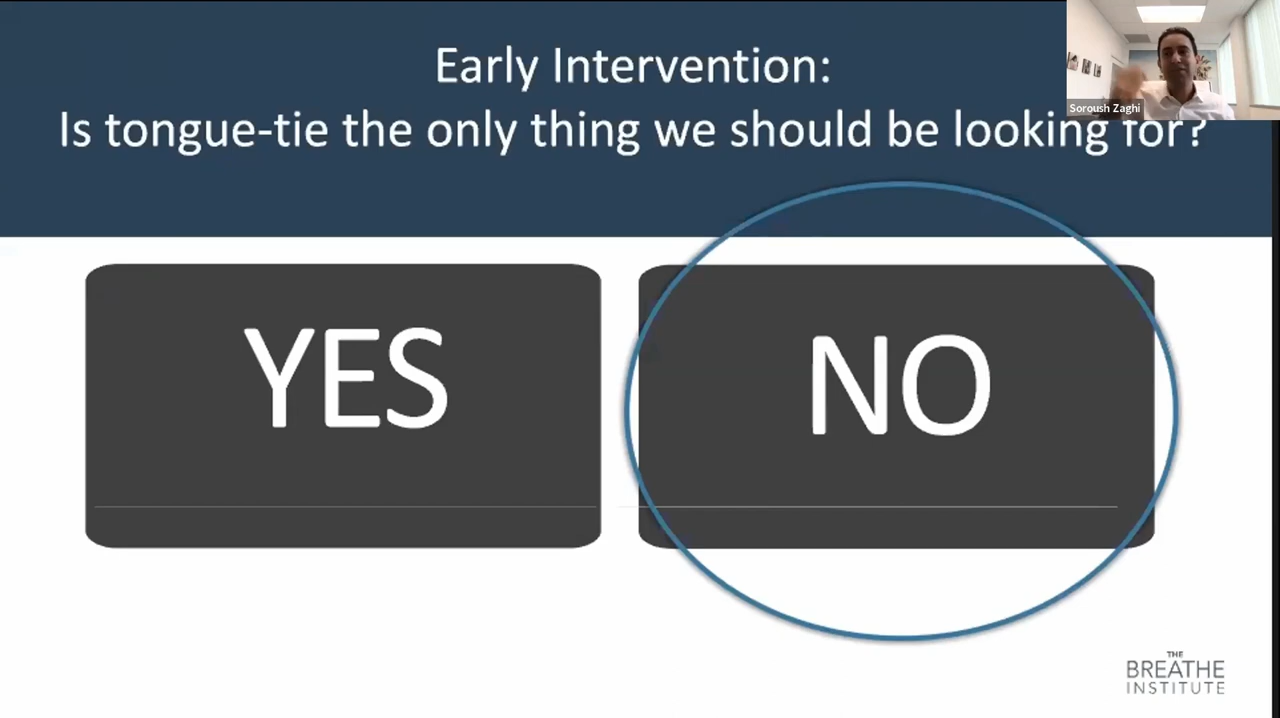 Early Intervention:
Is tongue-tie the only thing we should be looking for?
Soroush Zaghi
YES
NO
THE
BREATHE
INSTITUTE